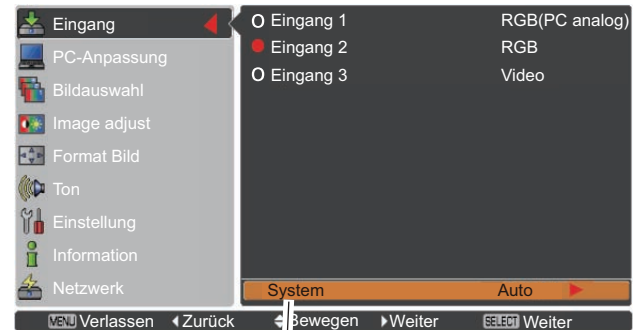 Eingang
PC-Anpassung
Bildauswahl
Image adjust
Format Bild
Ton
Einstellung
Information
Netzwerk
O Eingang 1 RGB(PC analog)
Eingang 2 RGB
O Eingang 3 Video
System Auto
MENU Verlassen Zurück Bewegen Weiter SELECT Weiter